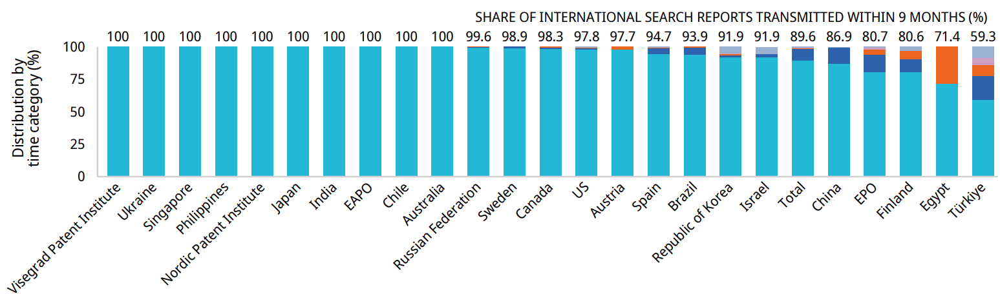 SHARE OF INTERNATIONAL SEARCH REPORTS TRANSMITTED WITHIN 9 MONTHS (%)
100 100 100 100 100 100 100 100 100 100 99.6 98.9 98.3 97.8 97.7 94.7 93.9 91.9 91.9 89.6 86.9 80.7 80.6 71.4 59.3
Distribution by
time category (%)
100
75
50
25
0
Visegrad Patent Institute
Ukraine
Singapore
Philippines
Nordic Patent Institute
Japan
India
EAPO
Chile
Australia
Russian Federation
Sweden
Canada
US
Austria
Spain
Brazil
Republic of Korea
Israel
Total
China
EPO
Finland
Egypt
Türkiye